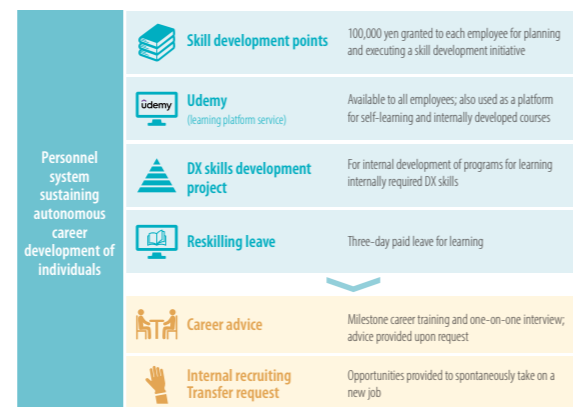 Personnel
system
sustaining
autonomous
career
development of
individuals
Skill development points
100,000 yen granted to each employee for planning
and executing a skill development initiative
ûdemy
Udemy
(learning platform service)
Available to all employees; also used as a platform
for self-learning and internally developed courses
DX skills development
project
For internal development of programs for learning
internally required DX skills
Reskilling leave
Three-day paid leave for learning
Career advice
Milestone career training and one-on-one interview;
advice provided upon request
Internal recruiting
Transfer request
Opportunities provided to spontaneously take on a
new job